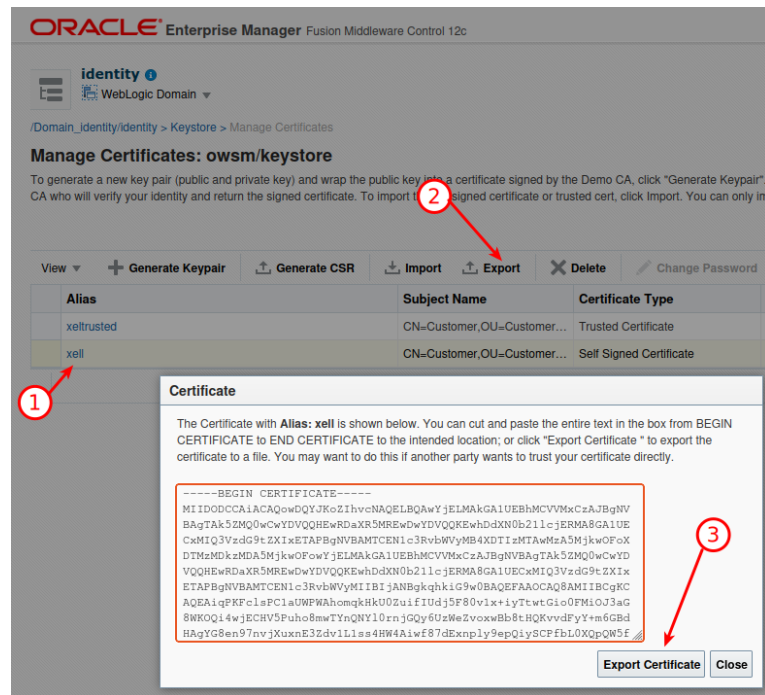 ORACLE Enterprise Manager Fusion Middleware Control 12c
identity
WebLogic Domain
/Domain_identity/identity > Keystore > Manage Certificates
Manage Certificates: owsm/keystore
To generate a new key pair (public and private key) and wrap the public key into a certificate signed by the Demo CA, click "Generate Keypair".
CA who will verify your identity and return the signed certificate. To import signed certificate or trusted cert, click Import. You can only
2
View Generate Keypair Generate CSR Import Export Delete Change Password
Alias Subject Name Certificate Type
xeltrusted CN=Customer,OU=Customer... Trusted Certificate
xell CN=Customer,OU=Customer... Self Signed Certificate
1
Certificate
The Certificate with Alias: xell is shown below. You can cut and paste the entire text in the box from BEGIN
CERTIFICATE to END CERTIFICATE to the intended location; or click "Export Certificate " to export the
certificate to a file. You may want to do this if another party wants to trust your certificate directly.
-----BEGIN CERTIFICATE-----
MIIDODCCAiACAQowDQYJKoZIhvcNAQELBQAwYjELMAkGA1UEBhMCVVMxCzAJBgNV
BAgTAk5ZMQ0wCwYDVQQHEwRDaXR5MREwDwYDVQQKEwhDdXN0b21lcjERMA8GA1UE
CxMIQ3VzdG9tZXIxETAPBgNVBAMTCEN1c3RvbWVyMB4XDTIzMTAwMzA5MjkwOFoX
DTMzMDkzMDA5MjkwOFowYjELMAkGA1UEBhMCVVMxCzAJBgNVBAgTAk5ZMQ0wCwYD
VQQHEwRDaXR5MREwDwYDVQQKEwhDdXN0b21lcjERMA8GA1UECxMIQ3VzdG9tZXIx
ETAPBgNVBAMTCEN1c3RvbWVyMIIBIjANBgkqhkiG9w0BAQEFAAOCAQ8AMIIBCgKC
AQEAiqPKFclsPC1aUWPWAhomqkHkU0ZuifIUdj5F80v1x+iyTtwtGio0FMiOJ3aG
8WKOQi4wjECHV5Puho8mwTYnQNYl0rnjGQy6UzWeZvoxwBb8tHQKvvdFyY+m6GBd
HAgYG8en97nvjXuxnE3Zdv1L1ss4HW4Aiwf87dExnply9epQiySCPfbL0XQpQW5f
3
Export Certificate Close